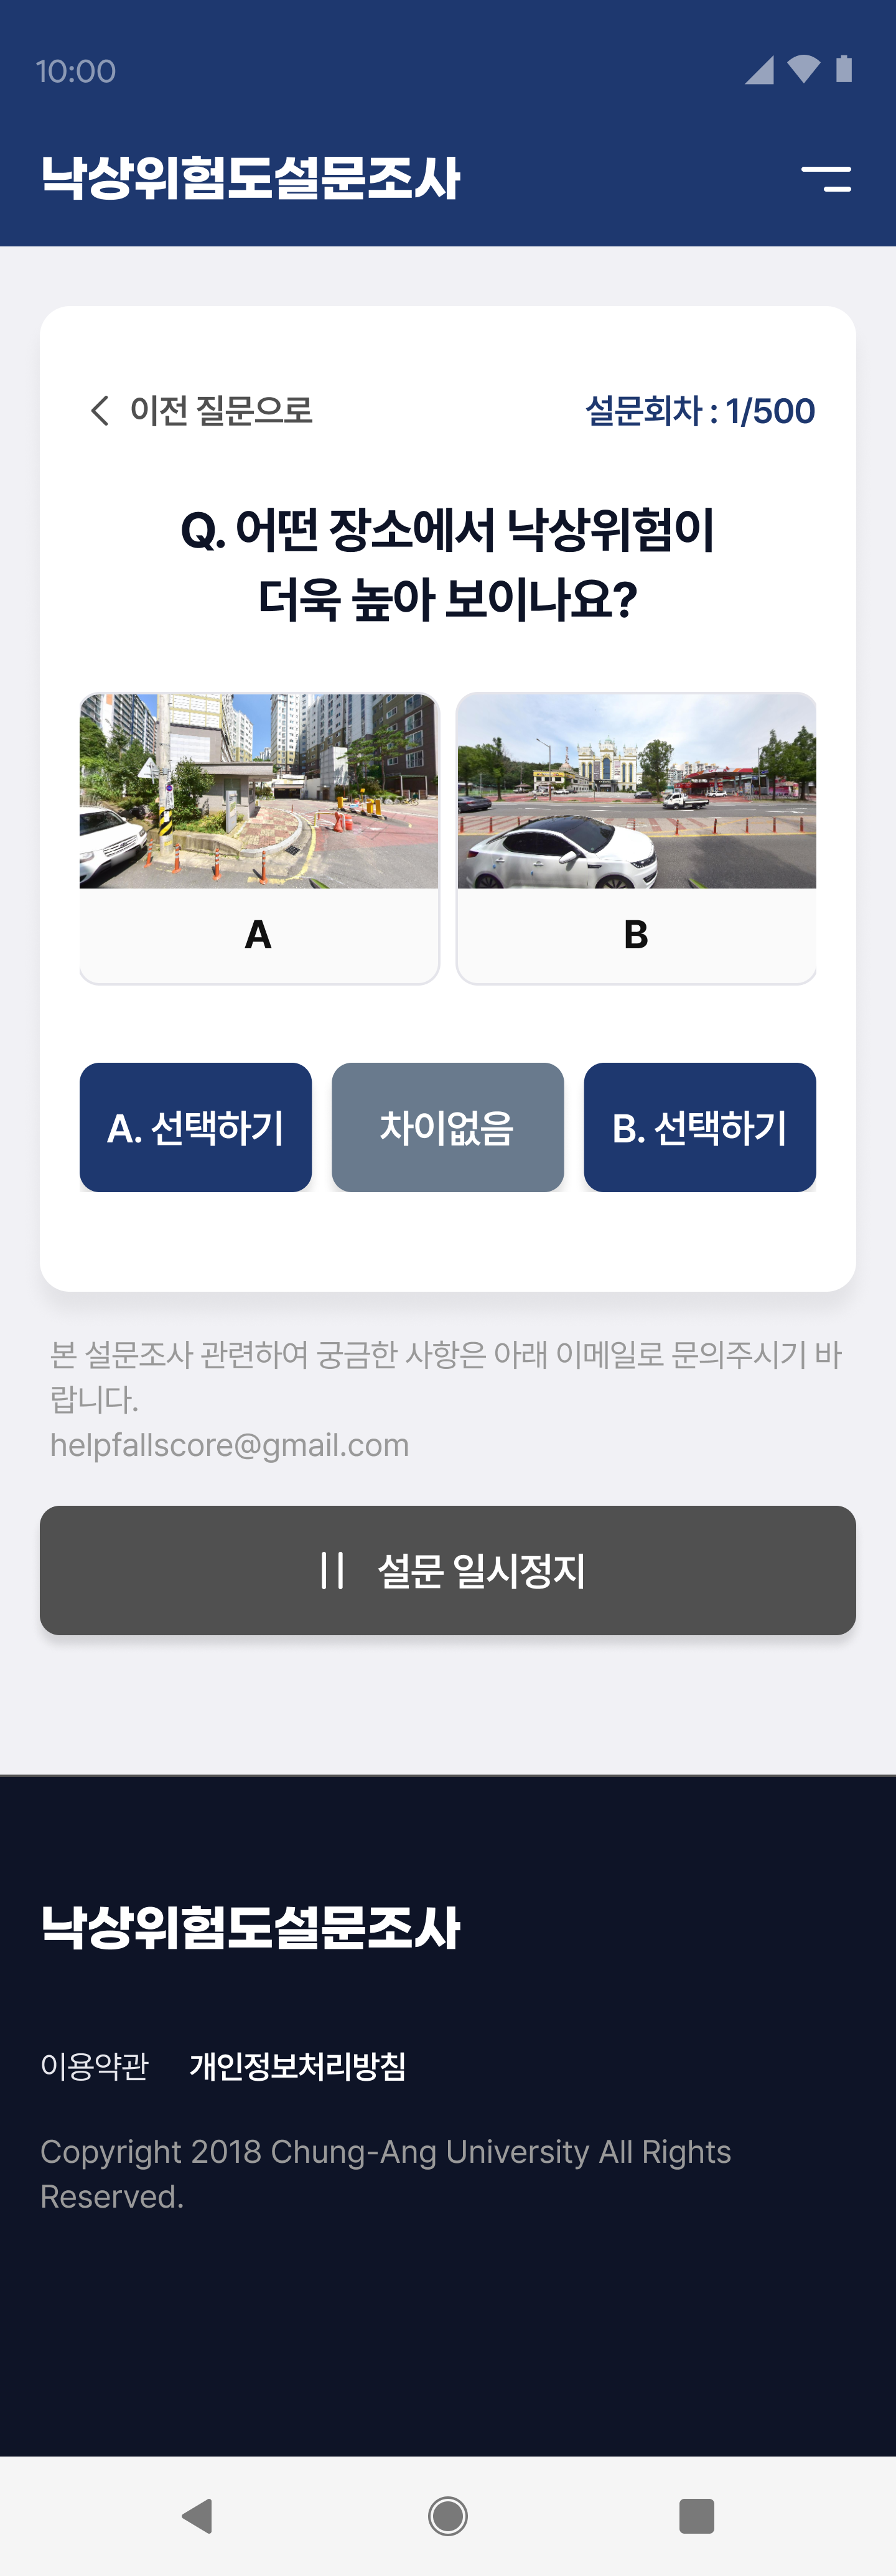 10:00
낙상위험도설문조사
이전 질문으로
설문회차 : 1/500
Q. 어떤 장소에서 낙상위험이
더욱 높아 보이나요?
A
B
A. 선택하기
차이없음
B. 선택하기
본 설문조사 관련하여 궁금한 사항은 아래 이메일로 문의주시기 바
랍니다.
helpfallscore@gmail.com
설문 일시정지
낙상위험도설문조사
이용약관 개인정보처리방침
Copyright 2018 Chung-Ang University All Rights
Reserved.